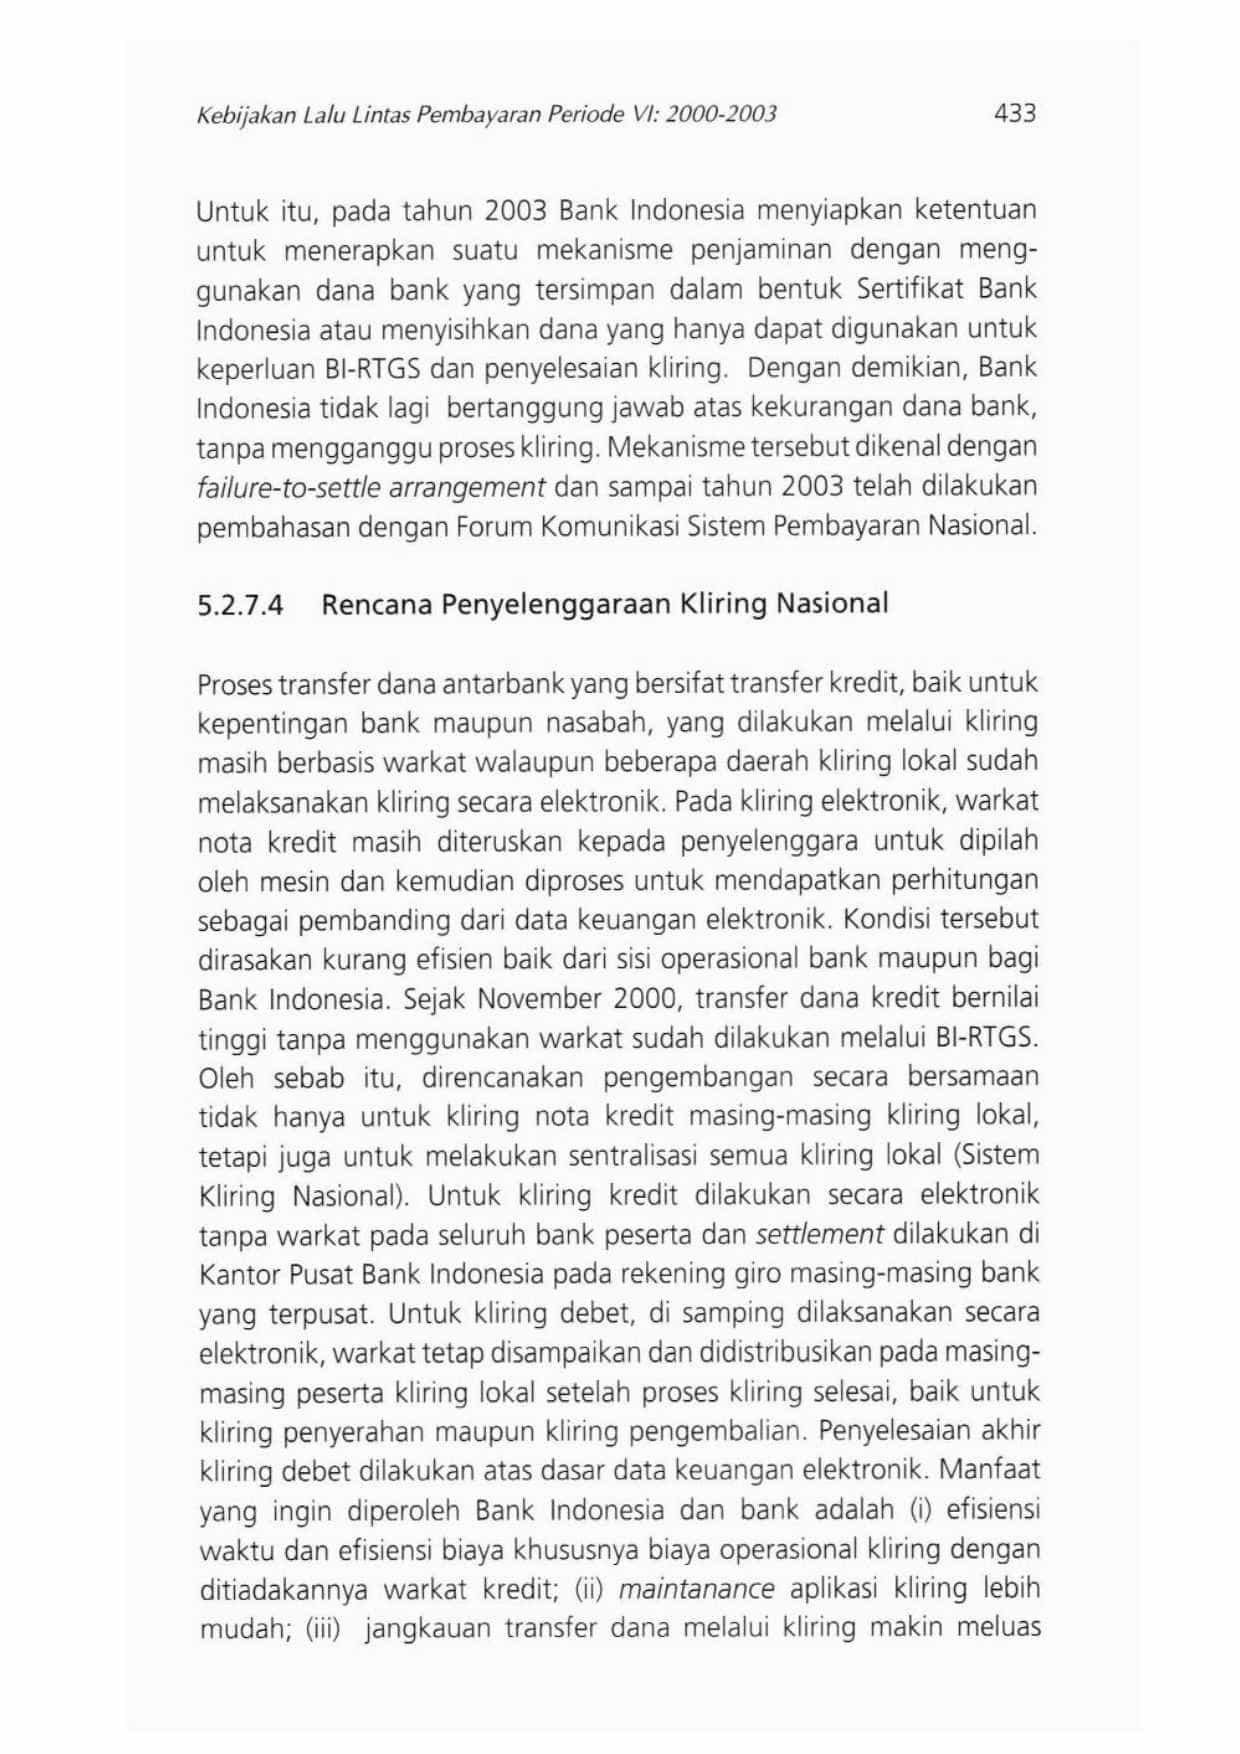 Kebijakan Lalu Lintas Pembayaran Periode VI: 2000-2003 433
Untuk itu, pada tahun 2003 Bank Indonesia menyiapkan ketentuan
untuk menerapkan suatu mekanisme penjaminan dengan meng-
gunakan dana bank yang tersimpan dalam bentuk Sertifikat Bank
Indonesia atau menyisihkan dana yang hanya dapat digunakan untuk
keperluan BI-RTGS dan penyelesaian kliring. Dengan demikian, Bank
Indonesia tidak lagi bertanggung jawab atas kekurangan dana bank,
tanpa mengganggu proses kliring. Mekanisme tersebut dikenal dengan
failure-to-settle arrangement dan sampai tahun 2003 telah dilakukan
pembahasan dengan Forum Komunikasi Sistem Pembayaran Nasional.
5.2.7.4 Rencana Penyelenggaraan Kliring Nasional
Proses transfer dana antarbank yang bersifat transfer kredit, baik untuk
kepentingan bank maupun nasabah, yang dilakukan melalui kliring
masih berbasis warkat walaupun beberapa daerah kliring lokal sudah
melaksanakan kliring secara elektronik. Pada kliring elektronik, warkat
nota kredit masih diteruskan kepada penyelenggara untuk dipilah
oleh mesin dan kemudian diproses untuk mendapatkan perhitungan
sebagai pembanding dari data keuangan elektronik. Kondisi tersebut
dirasakan kurang efisien baik dari sisi operasional bank maupun bagi
Bank Indonesia. Sejak November 2000, transfer dana kredit bernilai
tinggi tanpa menggunakan warkat sudah dilakukan melalui BI-RTGS.
Oleh sebab itu, direncanakan pengembangan secara bersamaan
tidak hanya untuk kliring nota kredit masing-masing kliring lokal,
tetapi juga untuk melakukan sentralisasi semua kliring lokal (Sistem
Kliring Nasional). Untuk kliring kredit dilakukan secara elektronik
tanpa warkat pada seluruh bank peserta dan settlement dilakukan di
Kantor Pusat Bank Indonesia pada rekening giro masing-masing bank
yang terpusat. Untuk kliring debet, di samping dilaksanakan secara
elektronik, warkat tetap disampaikan dan didistribusikan pada masing-
masing peserta kliring lokal setelah proses kliring selesai, baik untuk
kliring penyerahan maupun kliring pengembalian. Penyelesaian akhir
kliring debet dilakukan atas dasar data keuangan elektronik. Manfaat
yang ingin diperoleh Bank Indonesia dan bank adalah (i) efisiensi
waktu dan efisiensi biaya khususnya biaya operasional kliring dengan
ditiadakannya warkat kredit; (ii) maintanance aplikasi kliring lebih
mudah; (iii) jangkauan transfer dana melalui kliring makin meluas